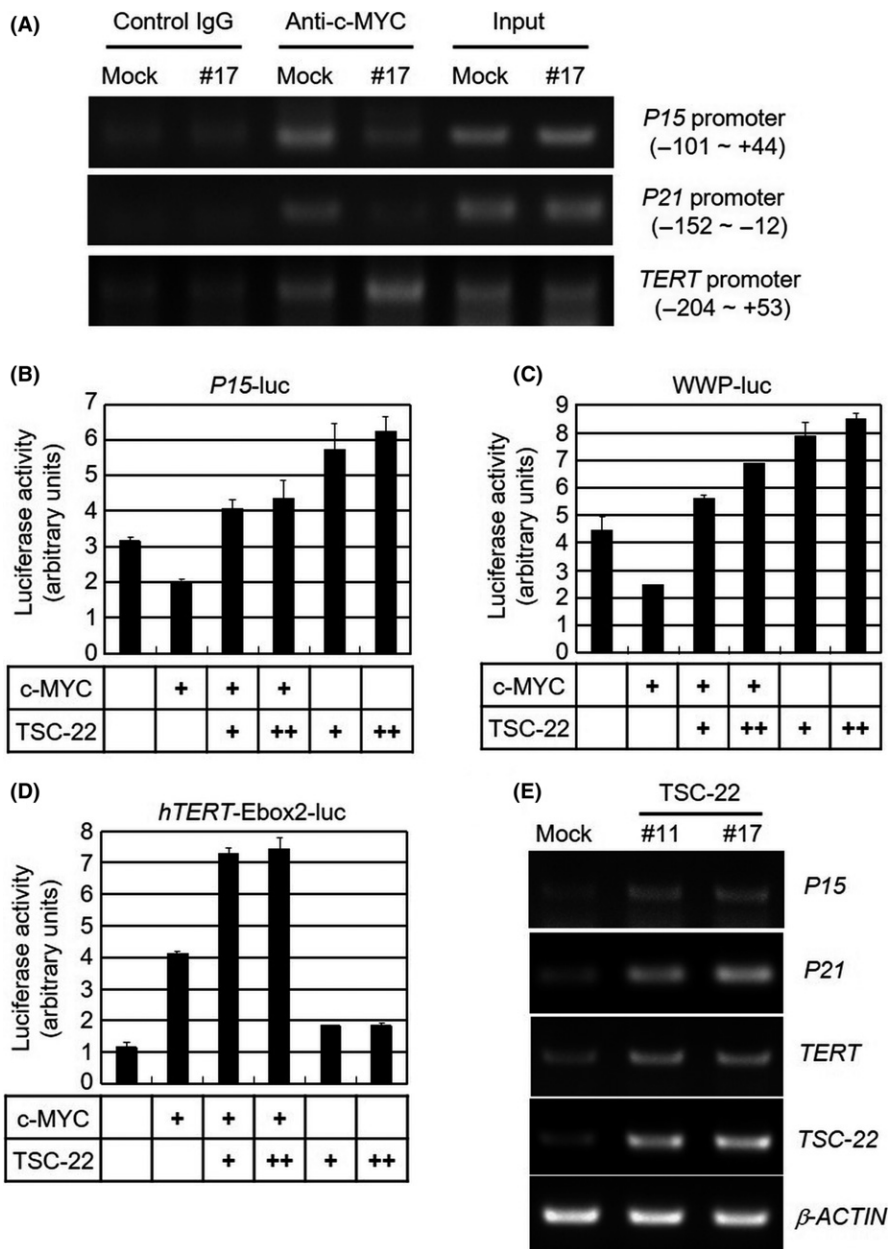 (A)
Control IgG Anti-c-MYC Input
Mock #17 Mock #17 Mock #17
P15 promoter
(–101 ~ +44)
P21 promoter
(–152 ~ –12)
TERT promoter
(–204 ~ +53)
(B)
P15-luc
Luciferase activity
(arbitrary units)
7
6
5
4
3
2
1
0
c-MYC + + +
TSC-22 + ++ + ++
(C)
WWP-luc
Luciferase activity
(arbitrary units)
9
8
7
6
5
4
3
2
1
0
c-MYC + + +
TSC-22 + ++ + ++
(D)
hTERT-Ebox2-luc
Luciferase activity
(arbitrary units)
8
7
6
5
4
3
2
1
0
c-MYC + + +
TSC-22 + ++ + ++
(E)
TSC-22
Mock #11 #17
P15
P21
TERT
TSC-22
β-ACTIN